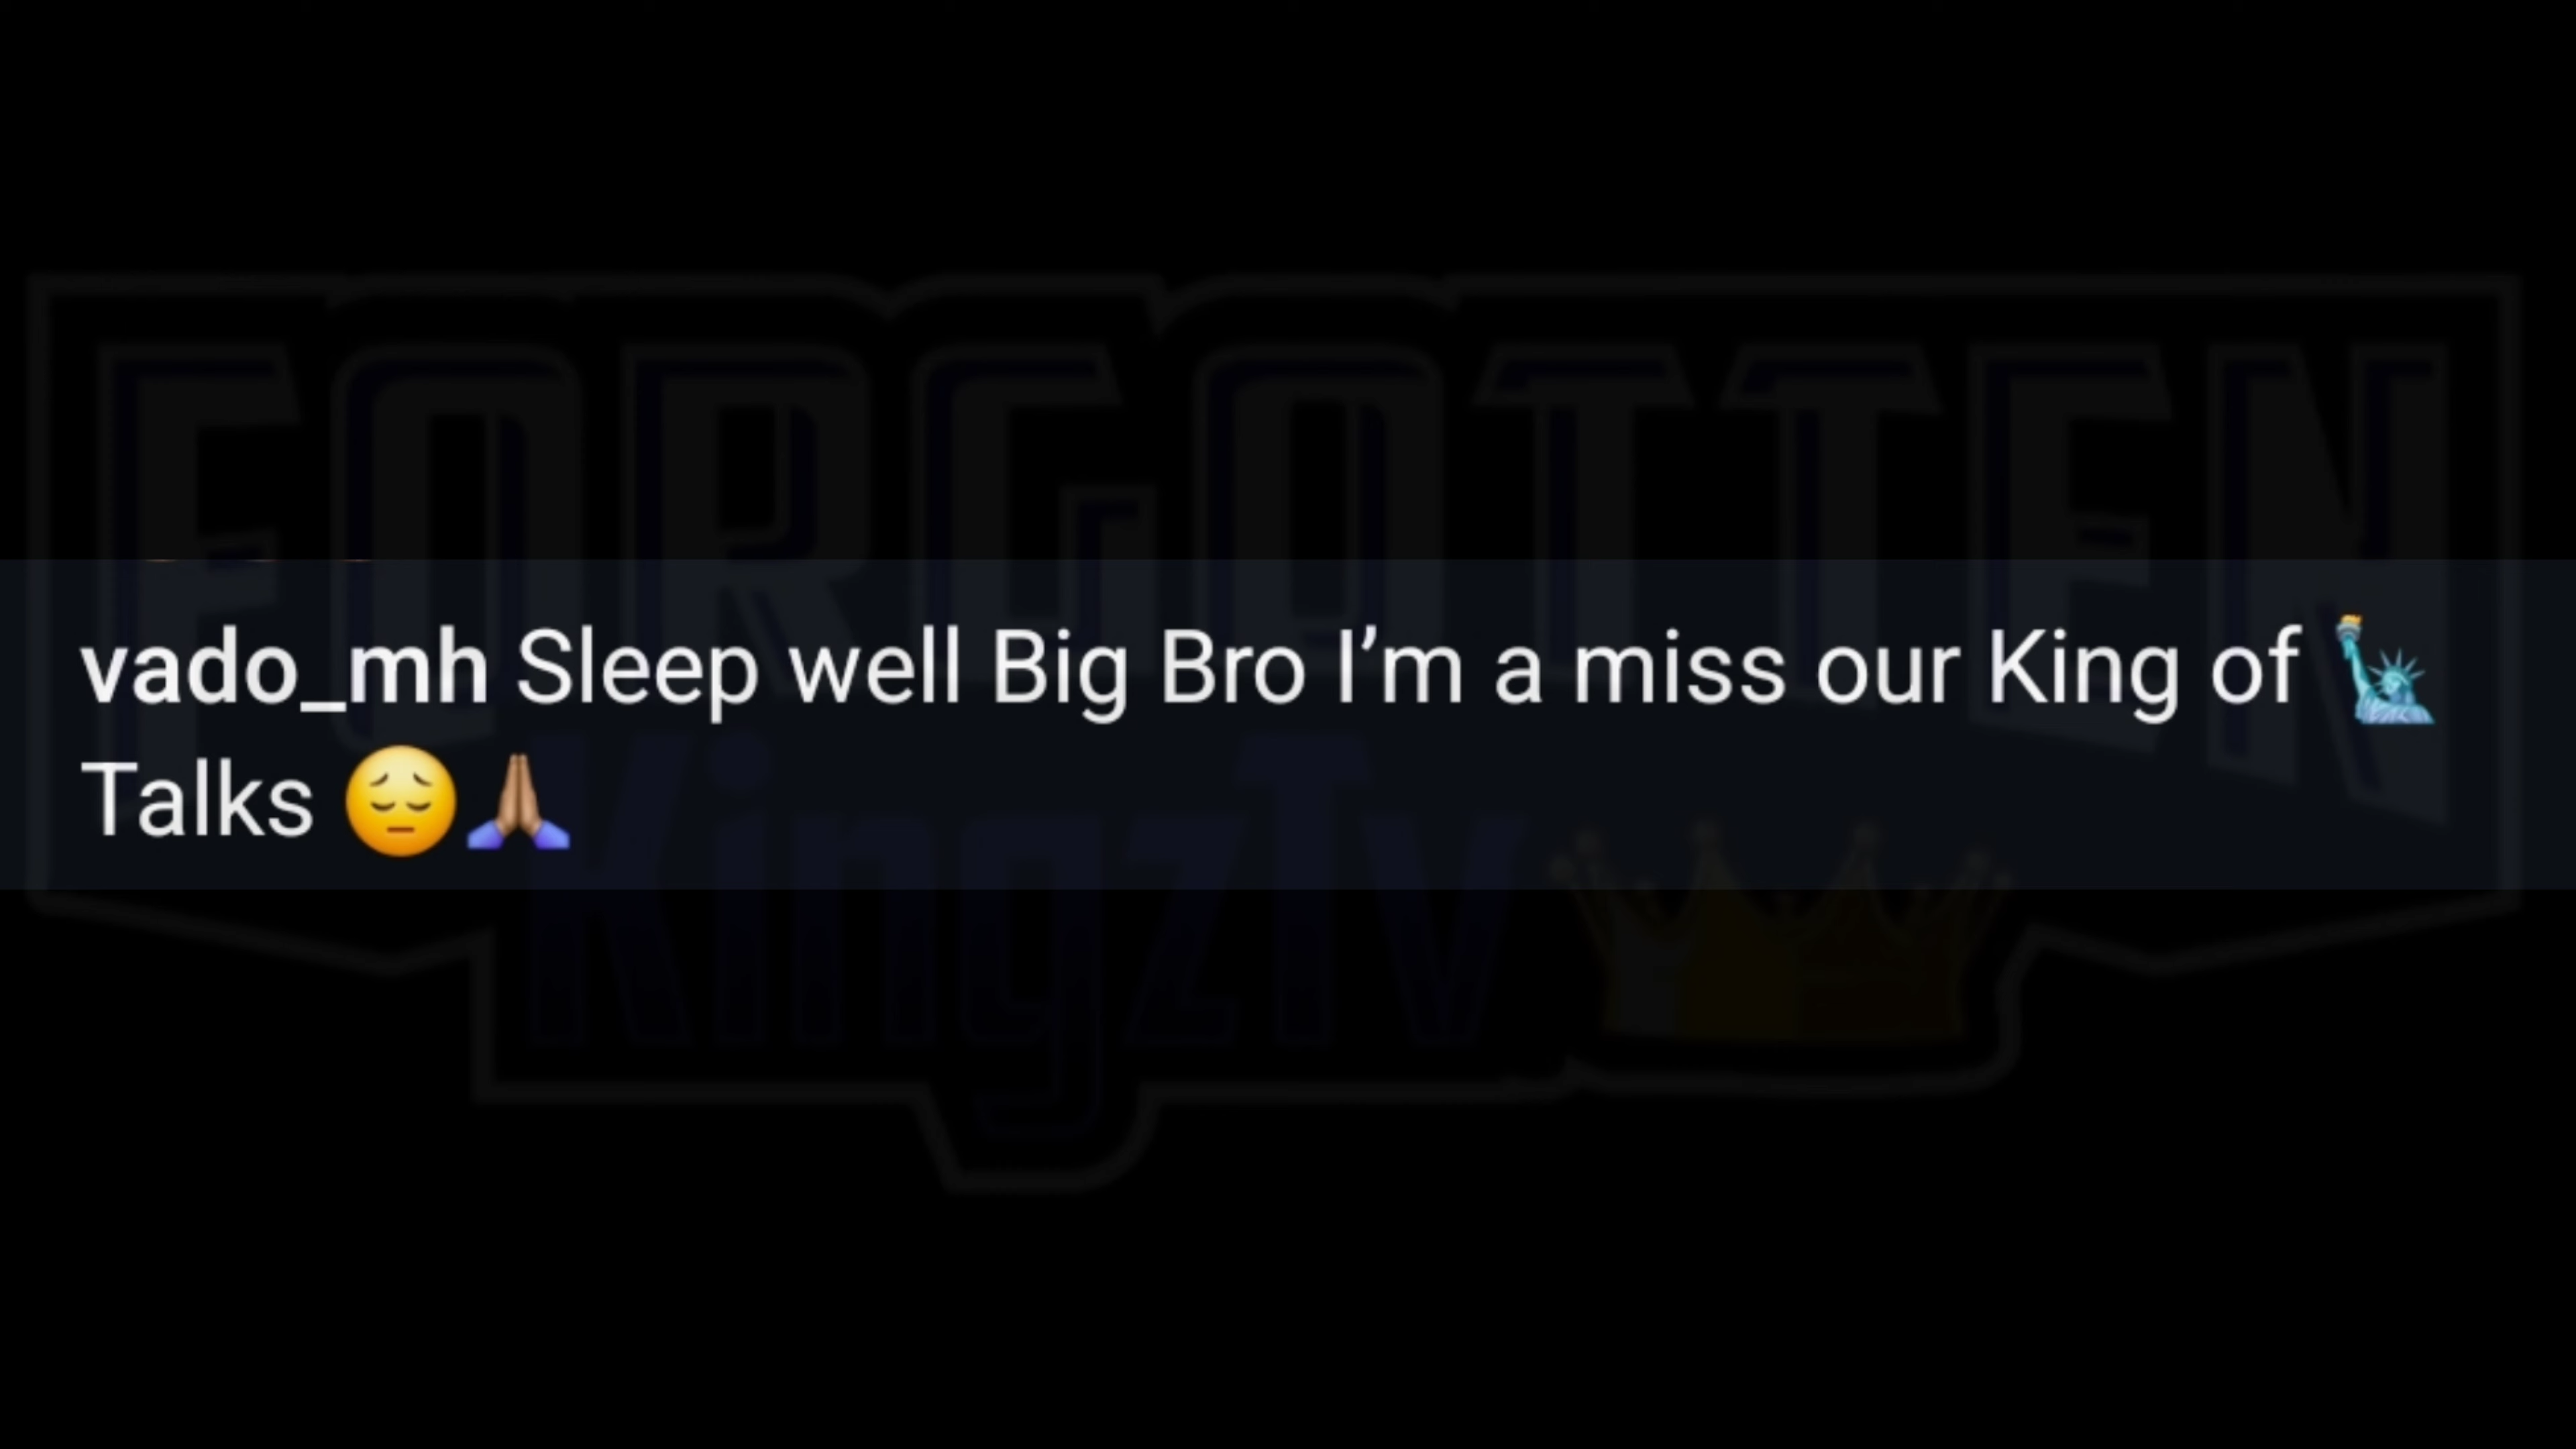 FORGOTTEN
vado_mh Sleep well Big Bro I’m a miss our King of 🗽
Talks 😔🙏🏽
KingzTv